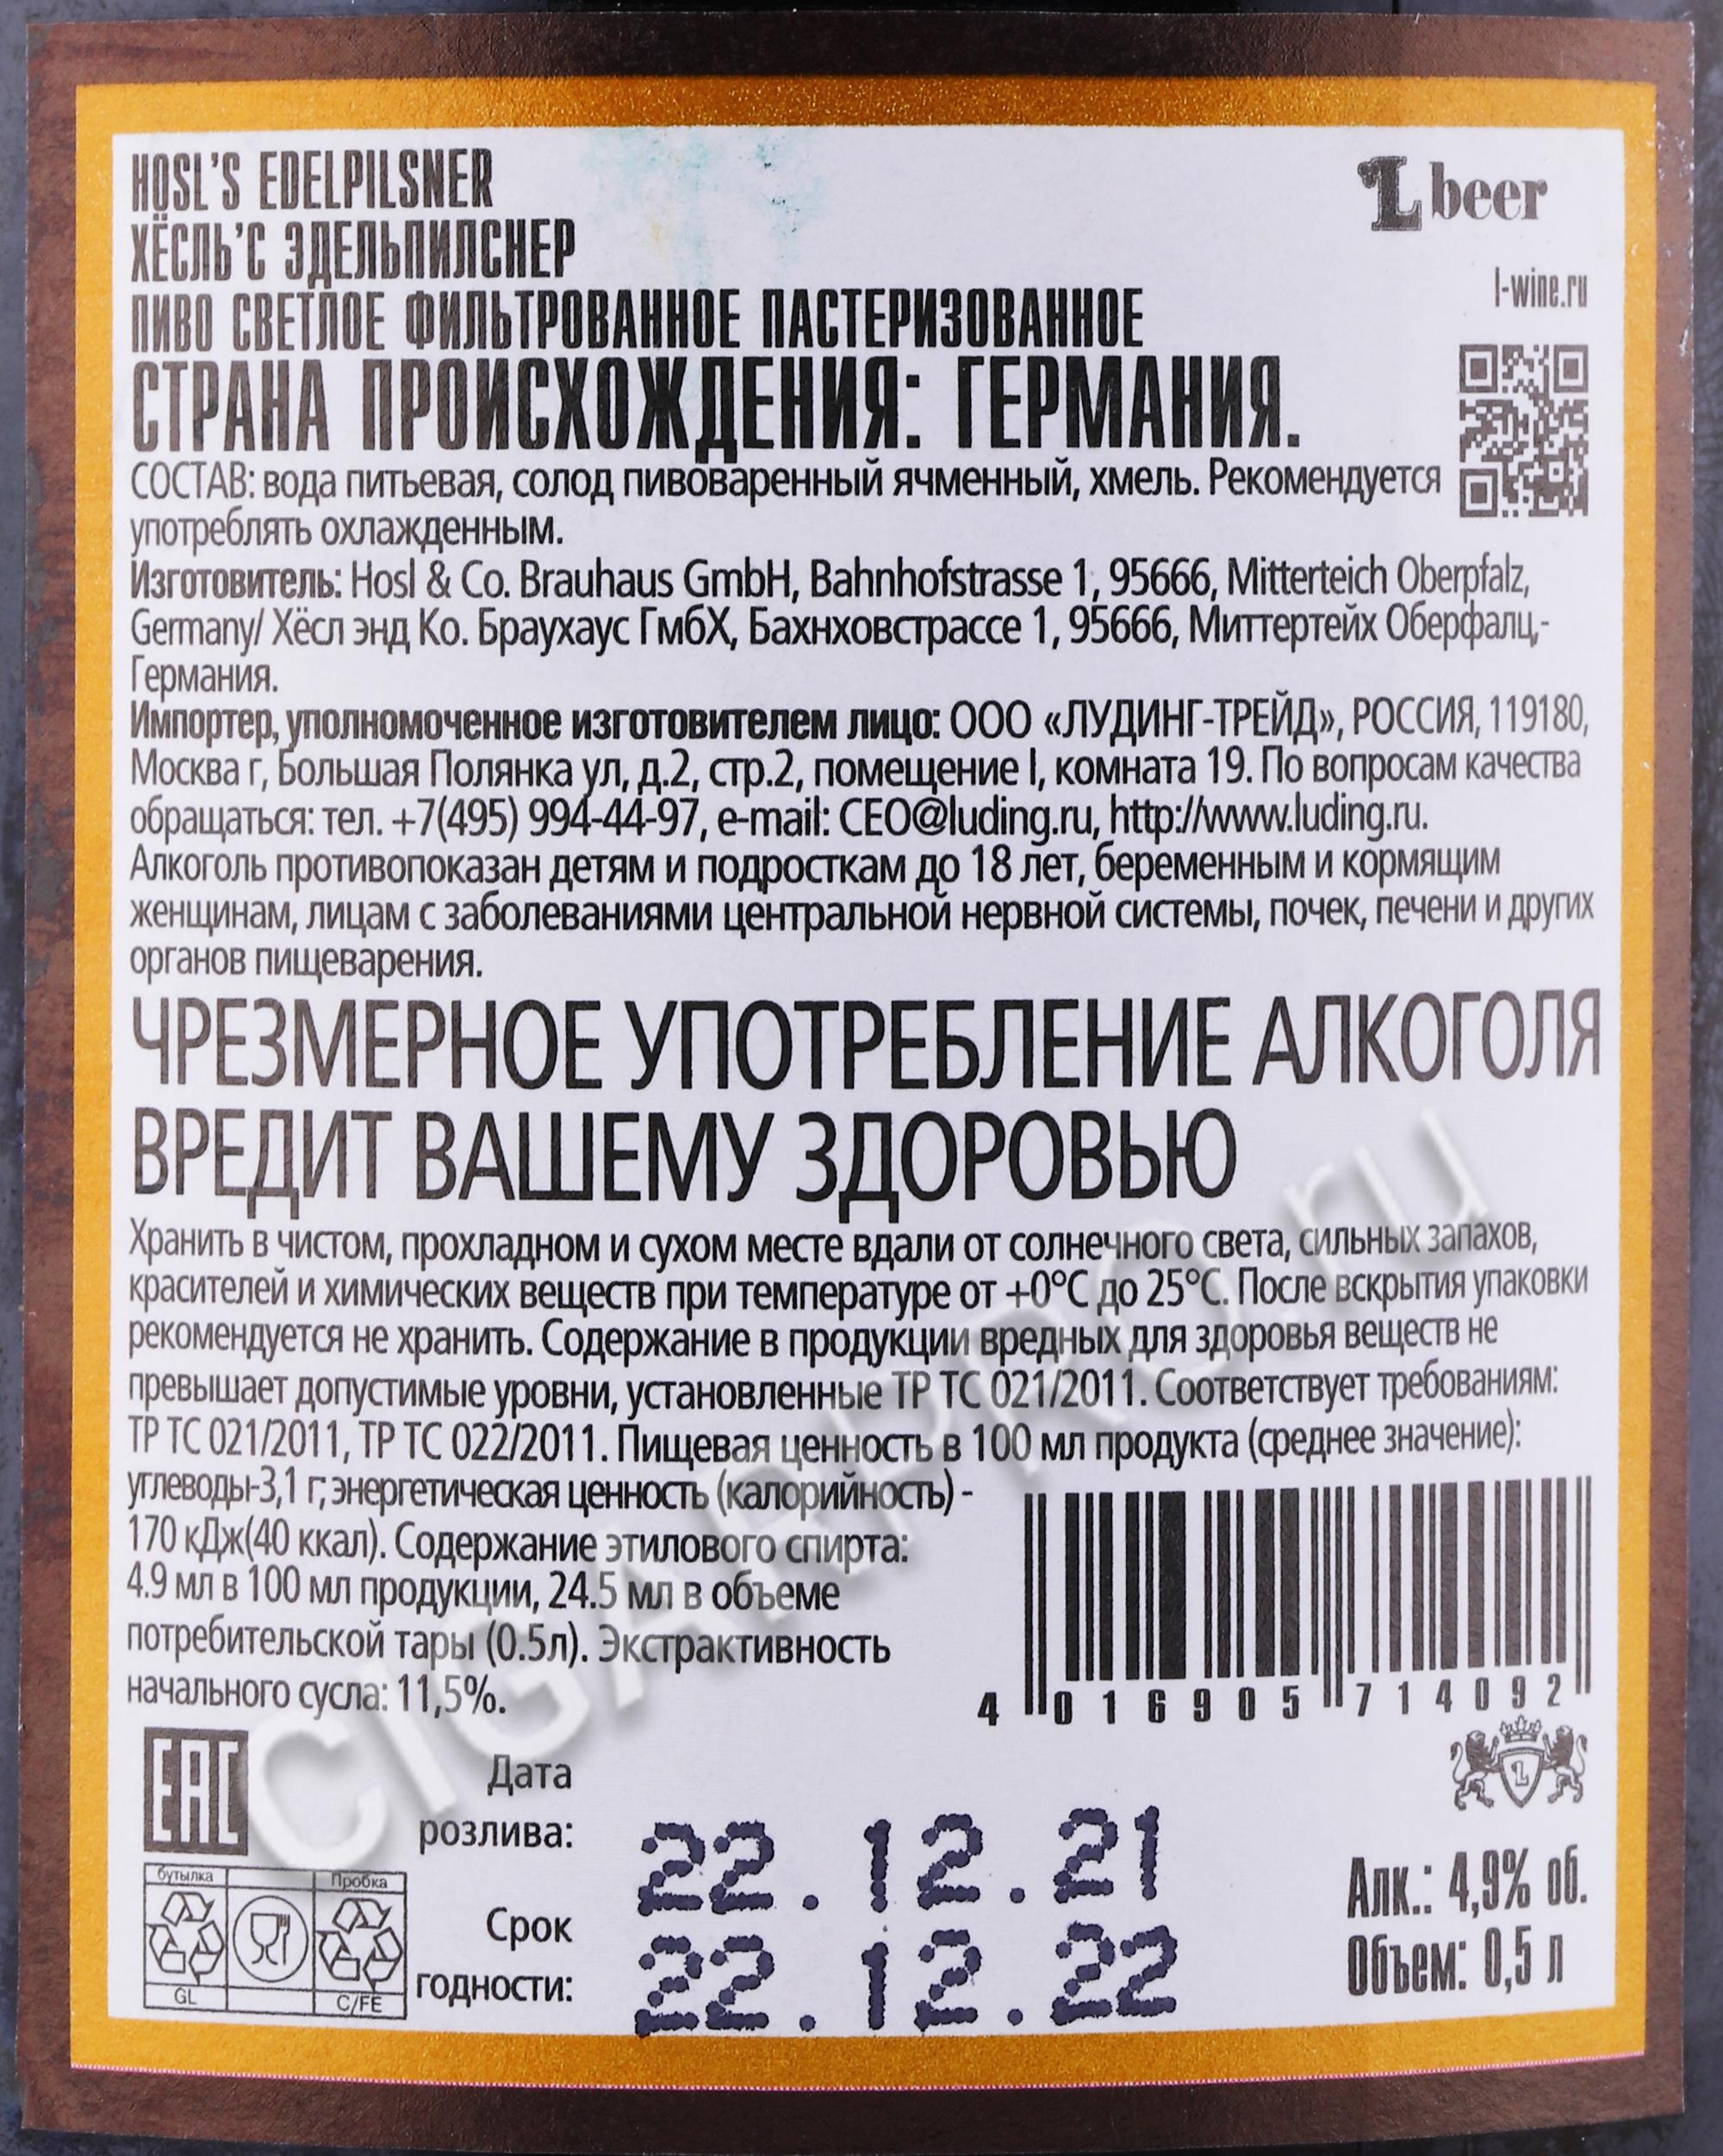 HOSL'S EDELPILSNER
ХЁСЛЬ'С ЭДЕЛЬПИЛСНЕР
ПИВО СВЕТЛОЕ ФИЛЬТРОВАННОЕ ПАСТЕРИЗОВАННОЕ
СТРАНА ПРОИСХОЖДЕНИЯ: ГЕРМАНИЯ.
L beer
l-wine.ru
СОСТАВ: вода питьевая, солод пивоваренный ячменный, хмель. Рекомендуется
употреблять охлажденным.
Изготовитель: Hosl & Co. Brauhaus GmbH, Bahnhofstrasse 1, 95666, Mitterteich Oberpfalz,
Germany/ Хёсл энд Ко. Браухаус ГмбХ, Бахнховстрассе 1, 95666, Миттертейх Оберфалц,-
Германия.
Импортер, уполномоченное изготовителем лицо: ООО «ЛУДИНГ-ТРЕЙД», РОССИЯ, 119180,
Москва г, Большая Полянка ул, д.2, стр.2, помещение I, комната 19. По вопросам качества
обращаться: тел. +7(495) 994-44-97, e-mail: CEO@luding.ru, http://www.luding.ru.
Алкоголь противопоказан детям и подросткам до 18 лет, беременным и кормящим
женщинам, лицам с заболеваниями центральной нервной системы, почек, печени и других
органов пищеварения.
ЧРЕЗМЕРНОЕ УПОТРЕБЛЕНИЕ АЛКОГОЛЯ
ВРЕДИТ ВАШЕМУ ЗДОРОВЬЮ
Хранить в чистом, прохладном и сухом месте вдали от солнечного света, сильных запахов,
красителей и химических веществ при температуре от +0°C до 25°C. После вскрытия упаковки
рекомендуется не хранить. Содержание в продукции вредных для здоровья веществ не
превышает допустимые уровни, установленные ТР ТС 021/2011. Соответствует требованиям:
ТР ТС 021/2011, ТР ТС 022/2011. Пищевая ценность в 100 мл продукта (среднее значение):
углеводы-3,1 г; энергетическая ценность (калорийность) -
170 кДж(40 ккал). Содержание этилового спирта:
4.9 мл в 100 мл продукции, 24.5 мл в объеме
потребительской тары (0.5л). Экстрактивность
начального сусла: 11,5%.
4 016905 714092
EAC
Дата
розлива: 22.12.21
Срок
годности: 22.12.22
бутылка Пробка
GL C/FE
L
Алк.: 4,9% об.
Объем: 0,5 л
CIGARPRO.ru